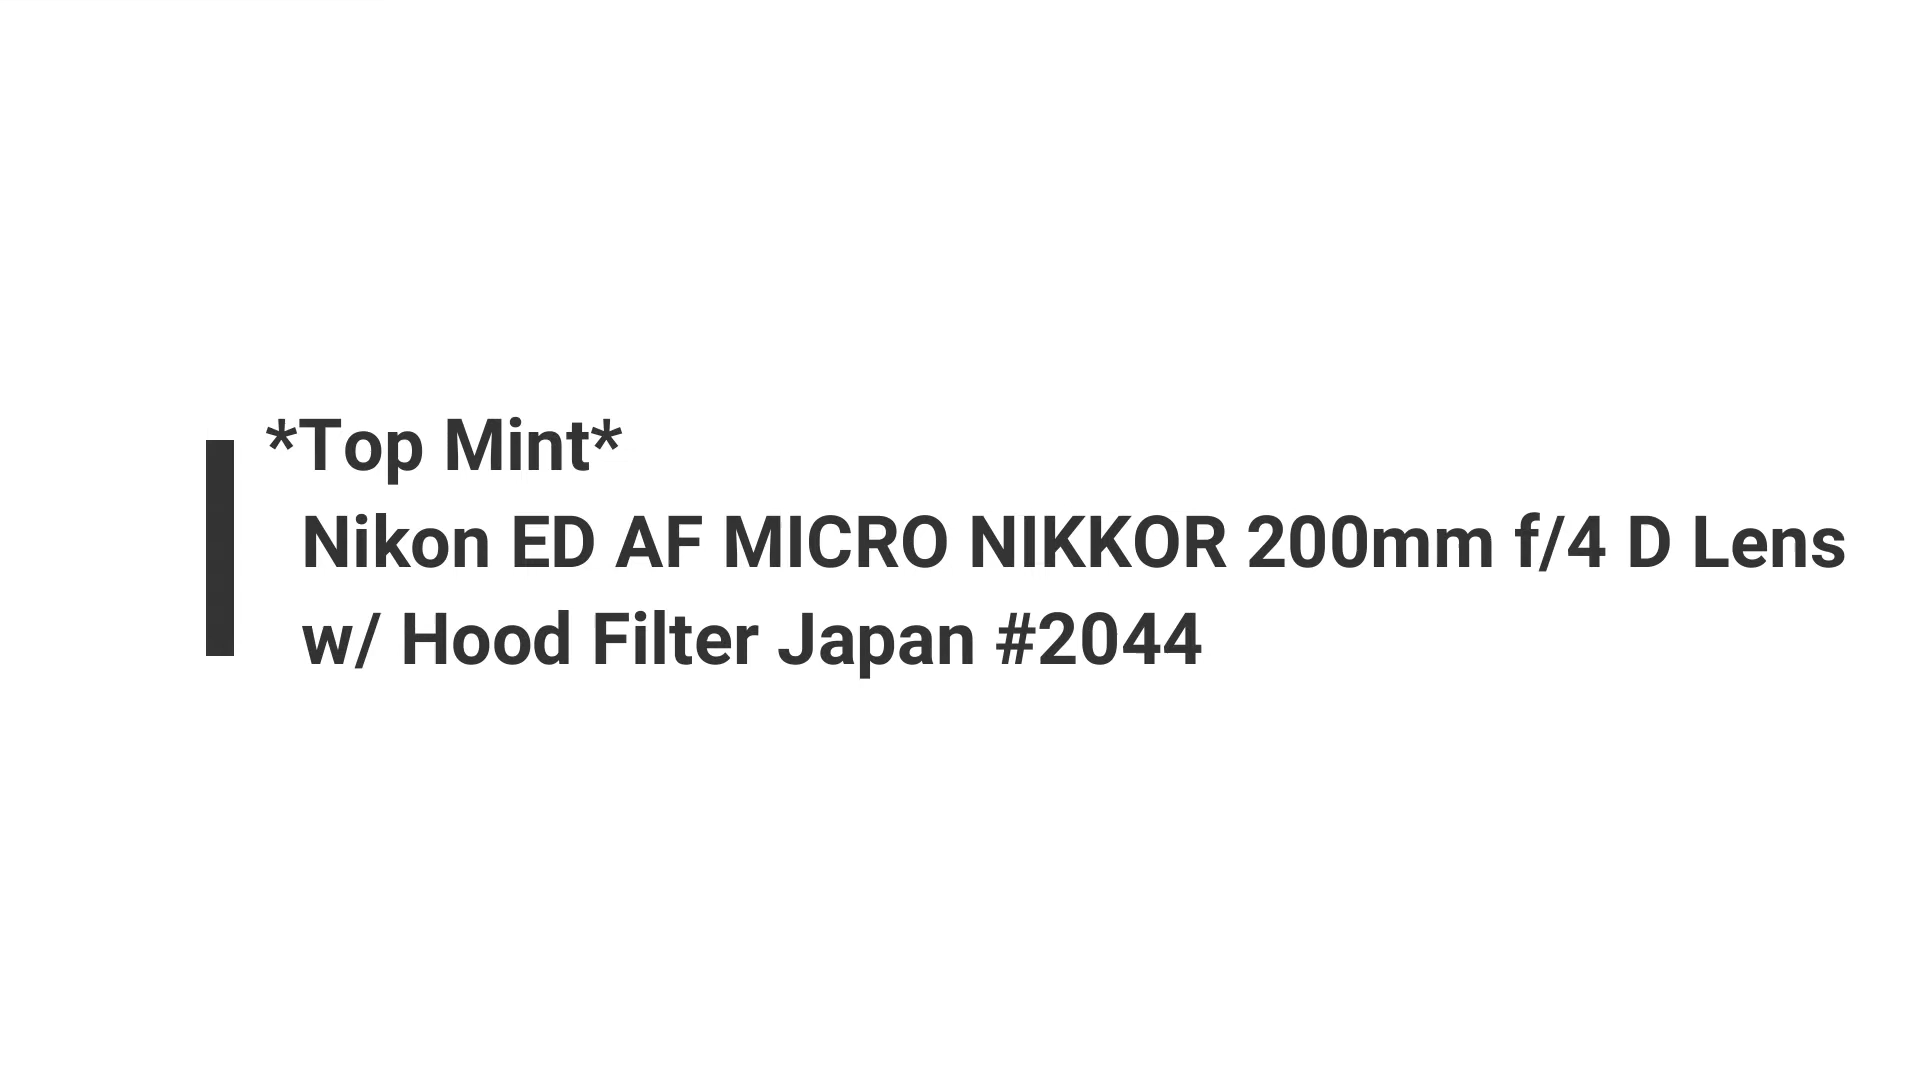 *Top Mint*
Nikon ED AF MICRO NIKKOR 200mm f/4 D Lens
w/ Hood Filter Japan #2044